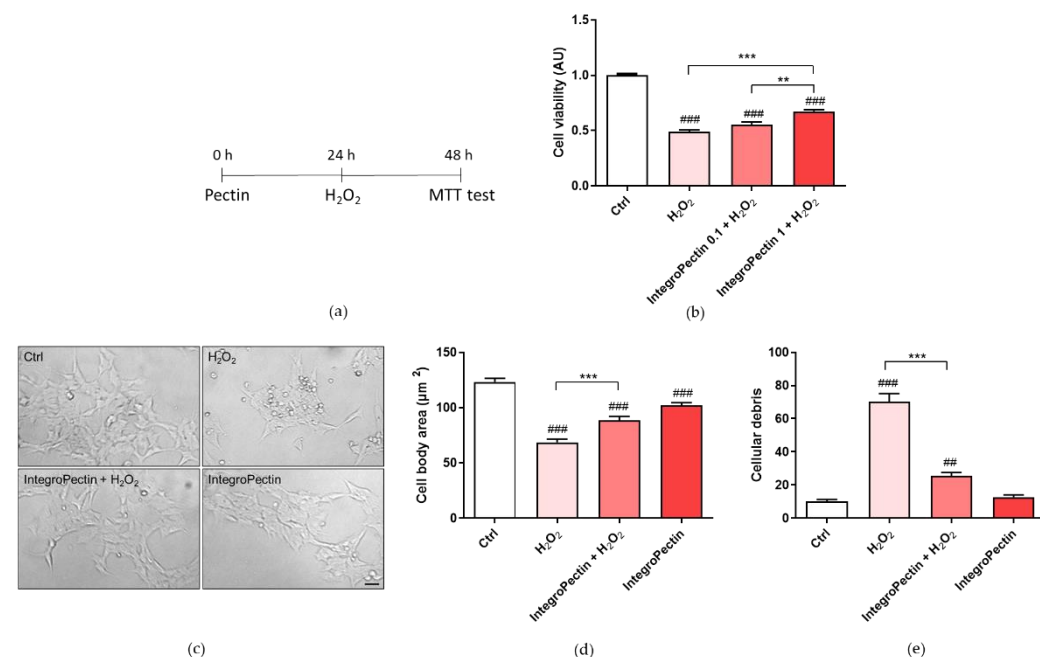 0 h 24 h 48 h
Pectin H₂O₂ MTT test
(a)
Cell viability (AU)
1.5
1.0
0.5
0.0
***
**
###
###
###
Ctrl
H₂O₂
IntegroPectin 0.1 + H₂O₂
IntegroPectin 1 + H₂O₂
(b)
Ctrl
H₂O₂
IntegroPectin + H₂O₂
IntegroPectin
(c)
Cell body area (µm²)
150
100
50
0
***
###
###
###
Ctrl
H₂O₂
IntegroPectin + H₂O₂
IntegroPectin
(d)
Cellular debris
100
80
60
40
20
0
***
###
##
Ctrl
H₂O₂
IntegroPectin + H₂O₂
IntegroPectin
(e)